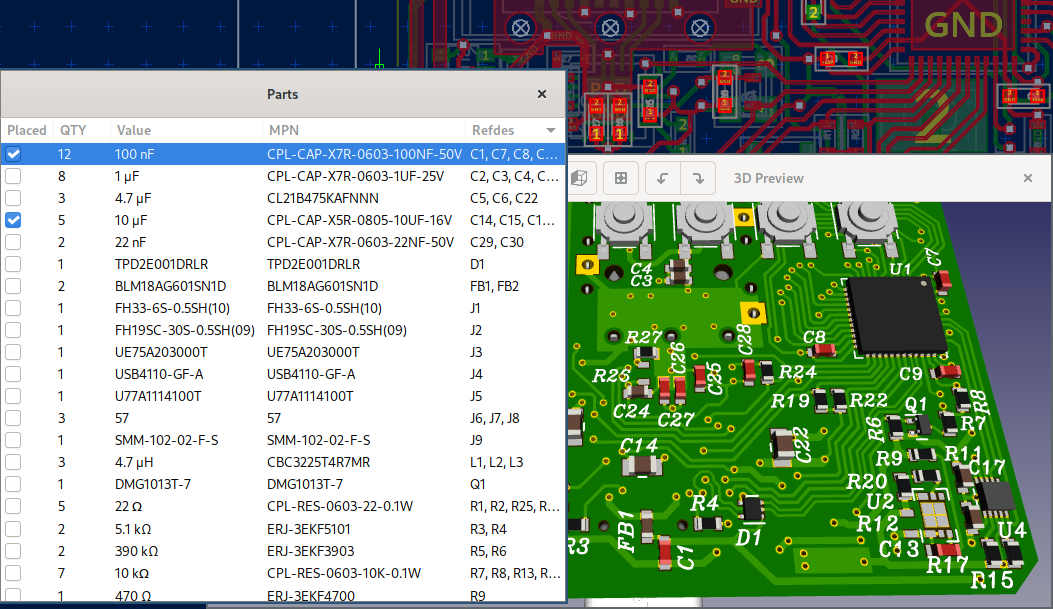 GND
2
GND
GND
1
2
2
Parts
Placed QTY Value MPN Refdes
12 100 nF CPL-CAP-X7R-0603-100NF-50V C1, C7, C8, C…
8 1 µF CPL-CAP-X7R-0603-1UF-25V C2, C3, C4, C…
3 4.7 µF CL21B475KAFNNN C5, C6, C22
5 10 µF CPL-CAP-X5R-0805-10UF-16V C14, C15, C1…
2 22 nF CPL-CAP-X7R-0603-22NF-50V C29, C30
1 TPD2E001DRLR TPD2E001DRLR D1
2 BLM18AG601SN1D BLM18AG601SN1D FB1, FB2
1 FH33-6S-0.5SH(10) FH33-6S-0.5SH(10) J1
1 FH19SC-30S-0.5SH(09) FH19SC-30S-0.5SH(09) J2
1 UE75A203000T UE75A203000T J3
1 USB4110-GF-A USB4110-GF-A J4
1 U77A1114100T U77A1114100T J5
3 57 57 J6, J7, J8
1 SMM-102-02-F-S SMM-102-02-F-S J9
3 4.7 µH CBC3225T4R7MR L1, L2, L3
1 DMG1013T-7 DMG1013T-7 Q1
5 22 Ω CPL-RES-0603-22-0.1W R1, R2, R25, R…
2 5.1 kΩ ERJ-3EKF5101 R3, R4
2 390 kΩ ERJ-3EKF3903 R5, R6
7 10 kΩ CPL-RES-0603-10K-0.1W R7, R8, R13, R…
1 470 Ω ERJ-3EKF4700 R9
3D Preview
C4
C3
U1
C7
R27
C26
C28
C8
R23
C25
R24
C9
C24
C27
R19
R22
Q1
R8
R6
R7
C14
C22
R9
R11
C17
R20
U2
R4
FB1
D1
R12
U4
R3
C1
C13
R17
R15